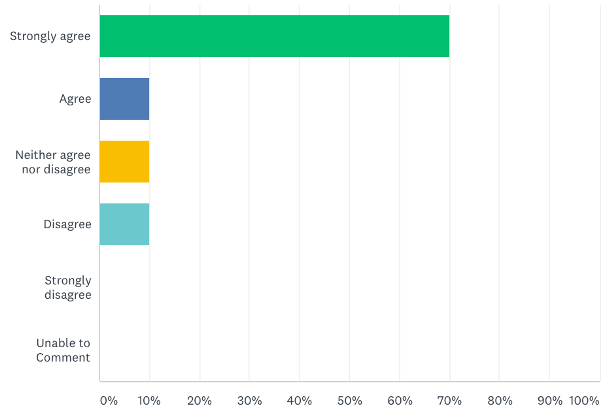 Strongly agree
Agree
Neither agree
nor disagree
Disagree
Strongly
disagree
Unable to
Comment
0% 10% 20% 30% 40% 50% 60% 70% 80% 90% 100%